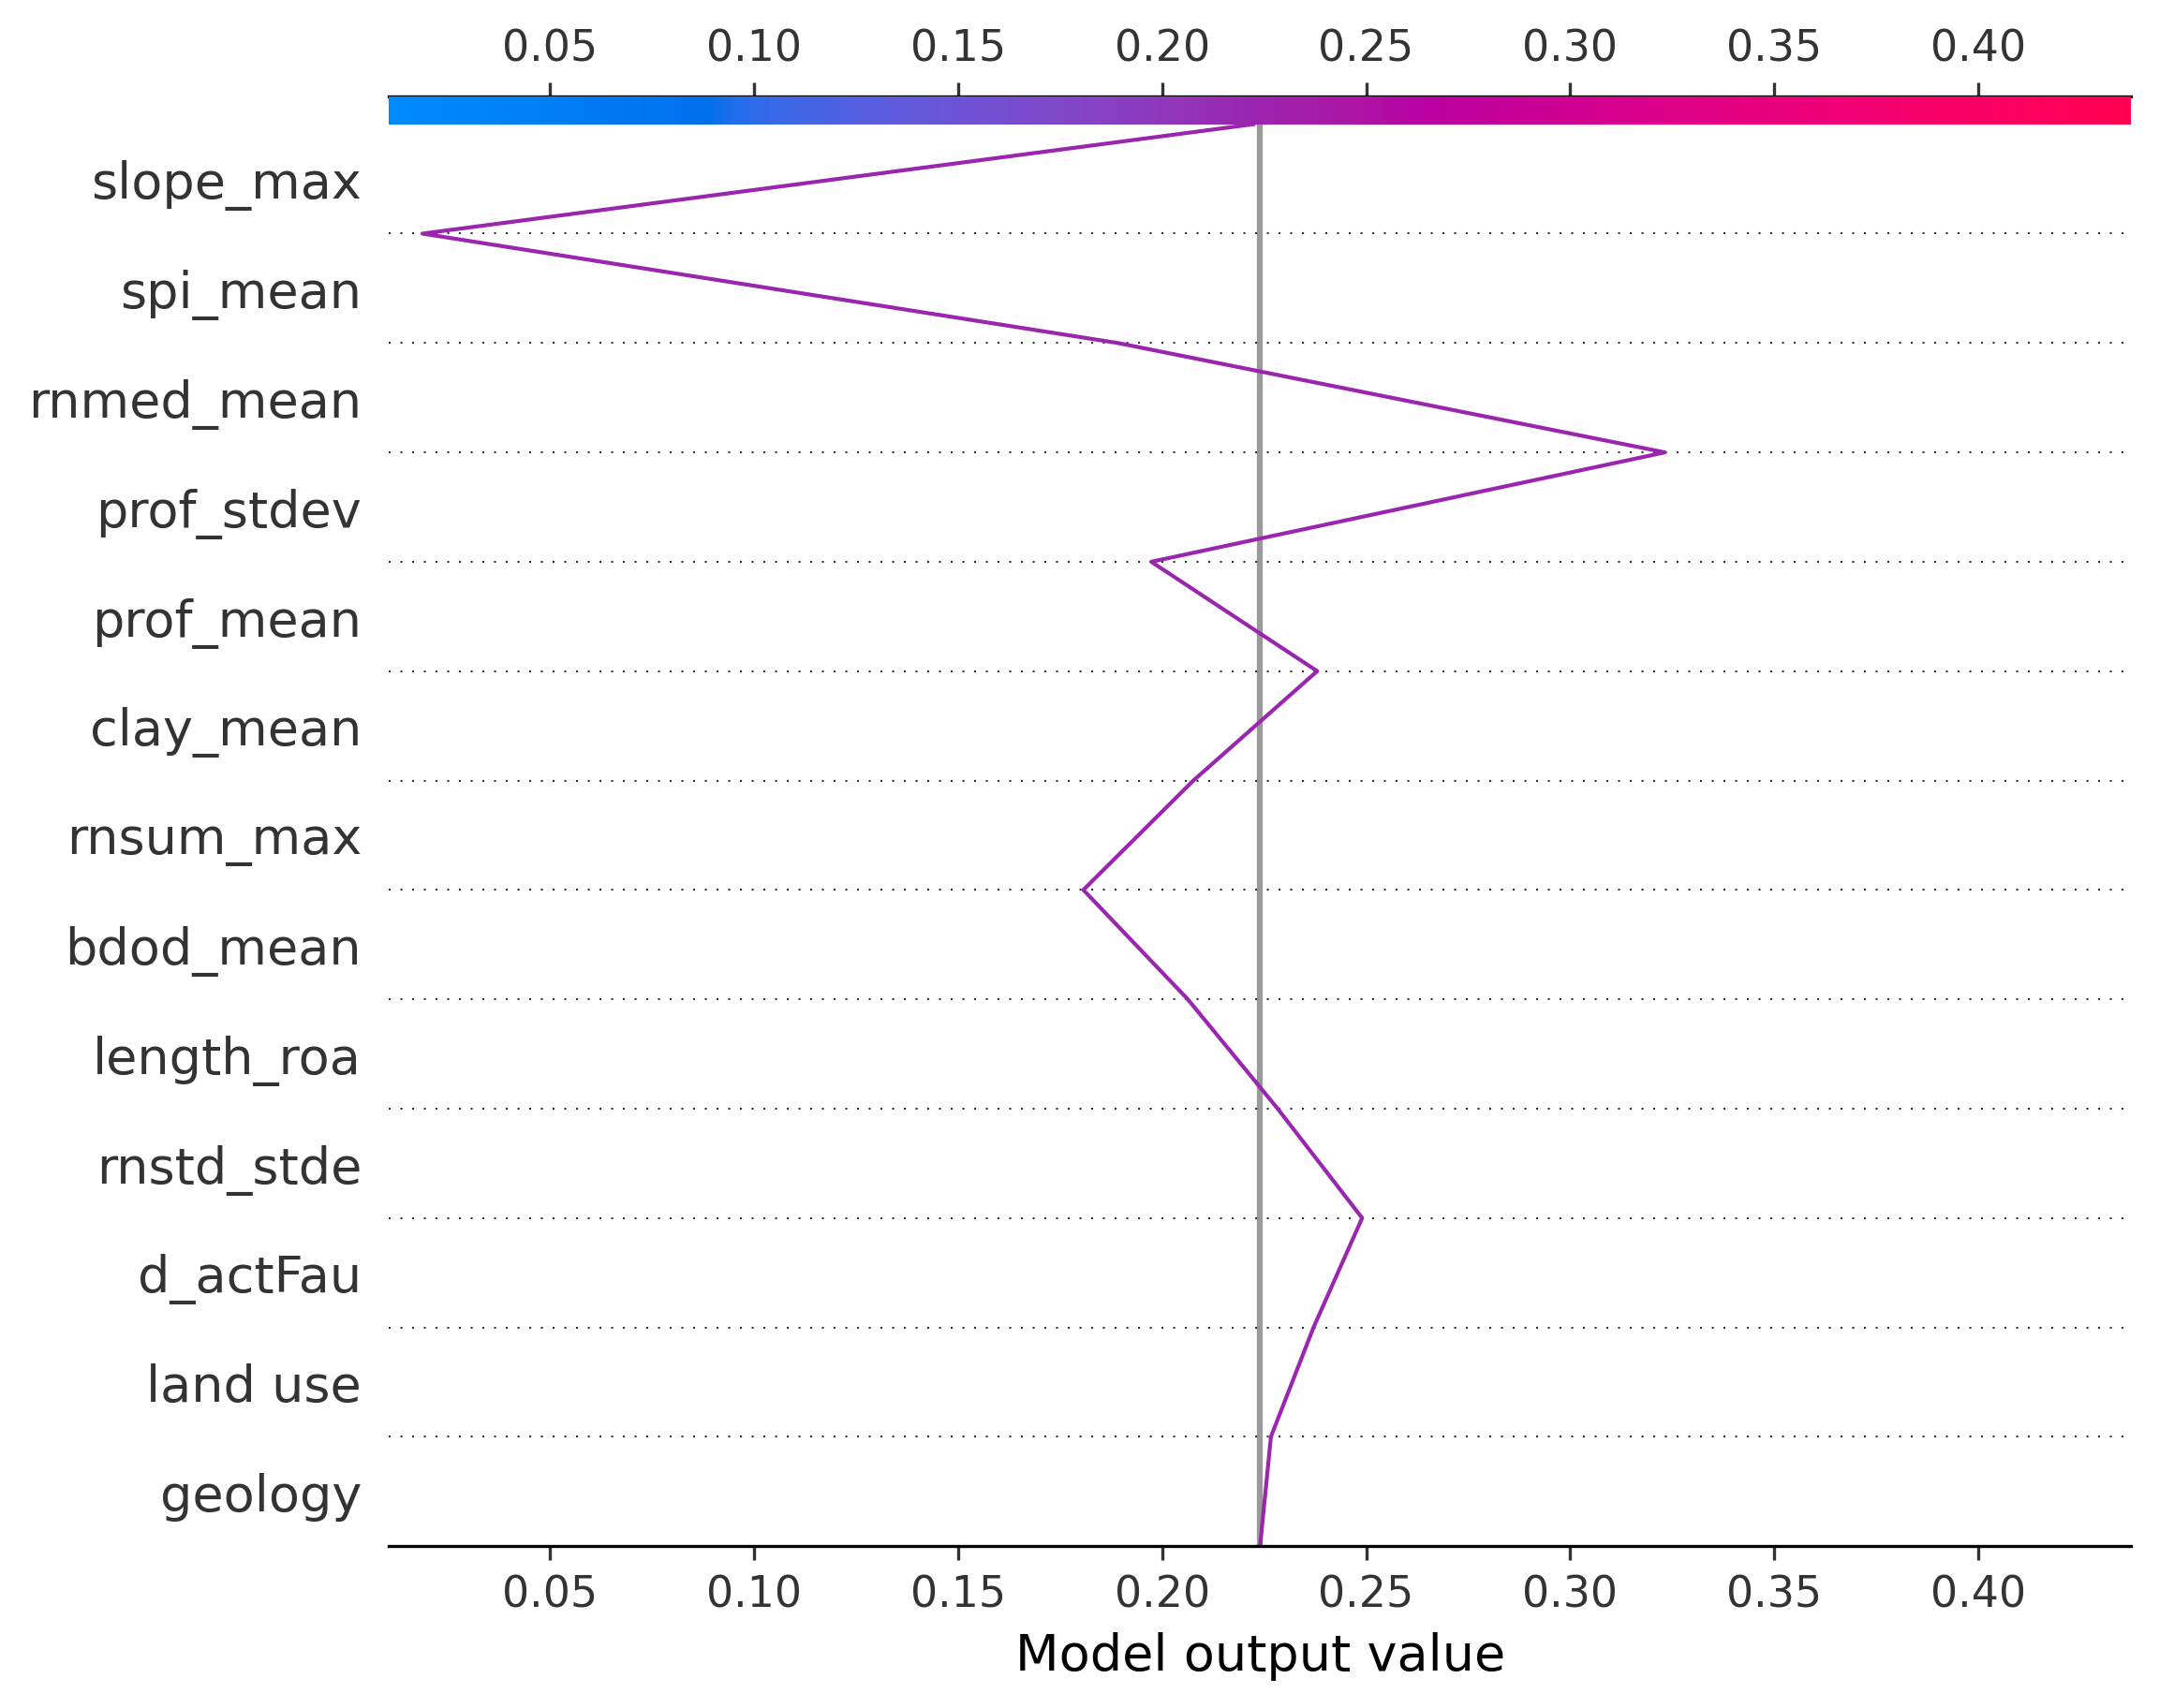 0.05 0.10 0.15 0.20 0.25 0.30 0.35 0.40
slope_max
spi_mean
rnmed_mean
prof_stdev
prof_mean
clay_mean
rnsum_max
bdod_mean
length_roa
rnstd_stde
d_actFau
land use
geology
0.05 0.10 0.15 0.20 0.25 0.30 0.35 0.40
Model output value